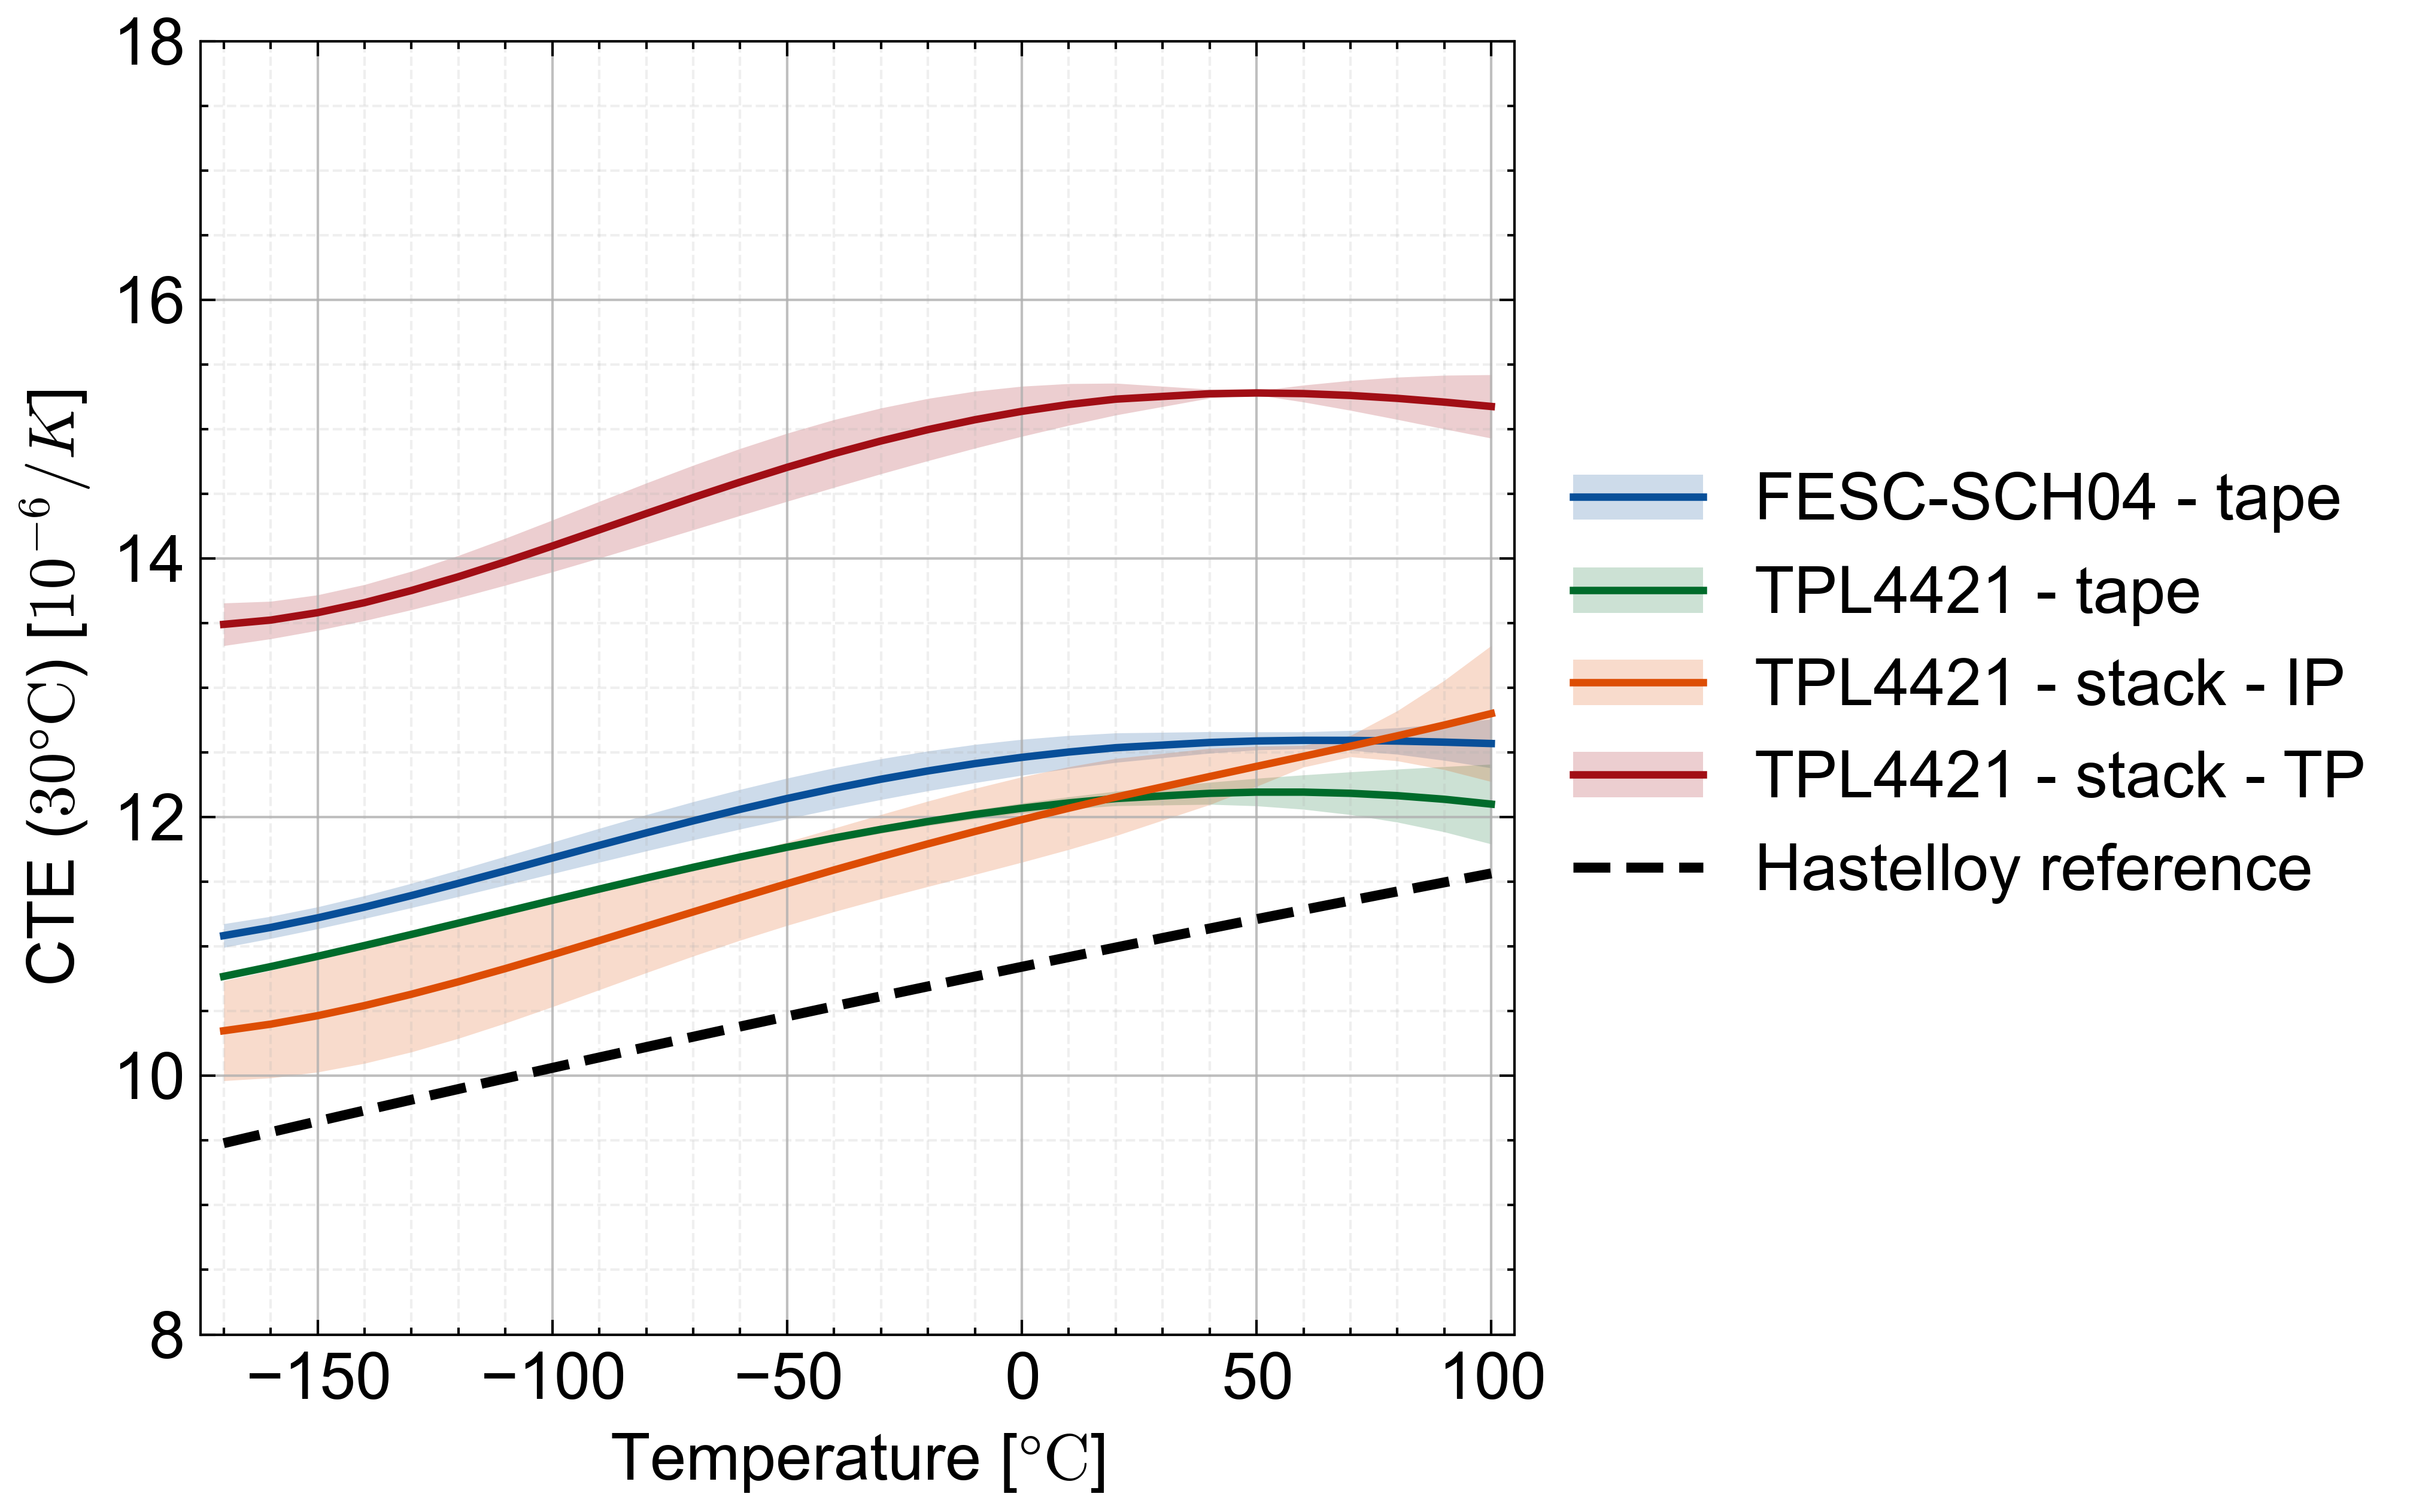 CTE (30°C) [10⁻⁶/K]
18
16
14
12
10
8
−150 −100 −50 0 50 100
Temperature [°C]
FESC-SCH04 - tape
TPL4421 - tape
TPL4421 - stack - IP
TPL4421 - stack - TP
Hastelloy reference